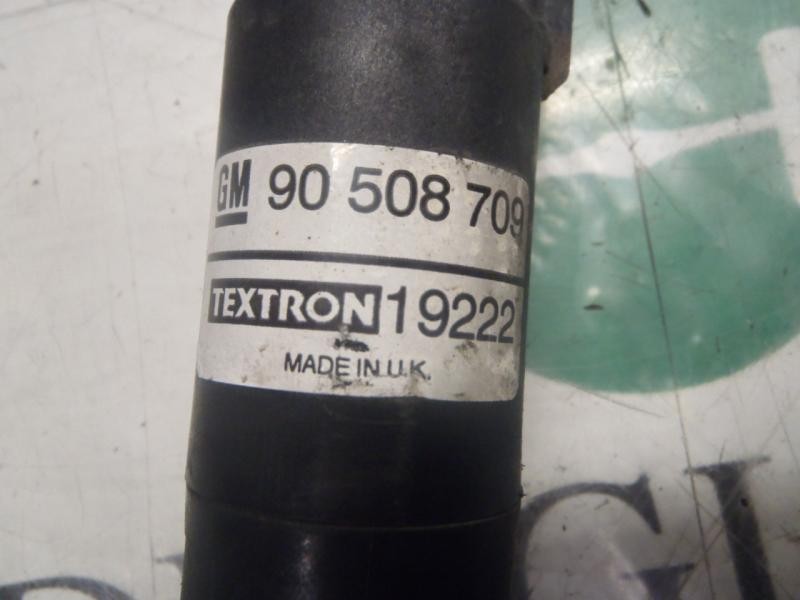 GM 90 508 709
TEXTRON 19222
MADE IN U.K.